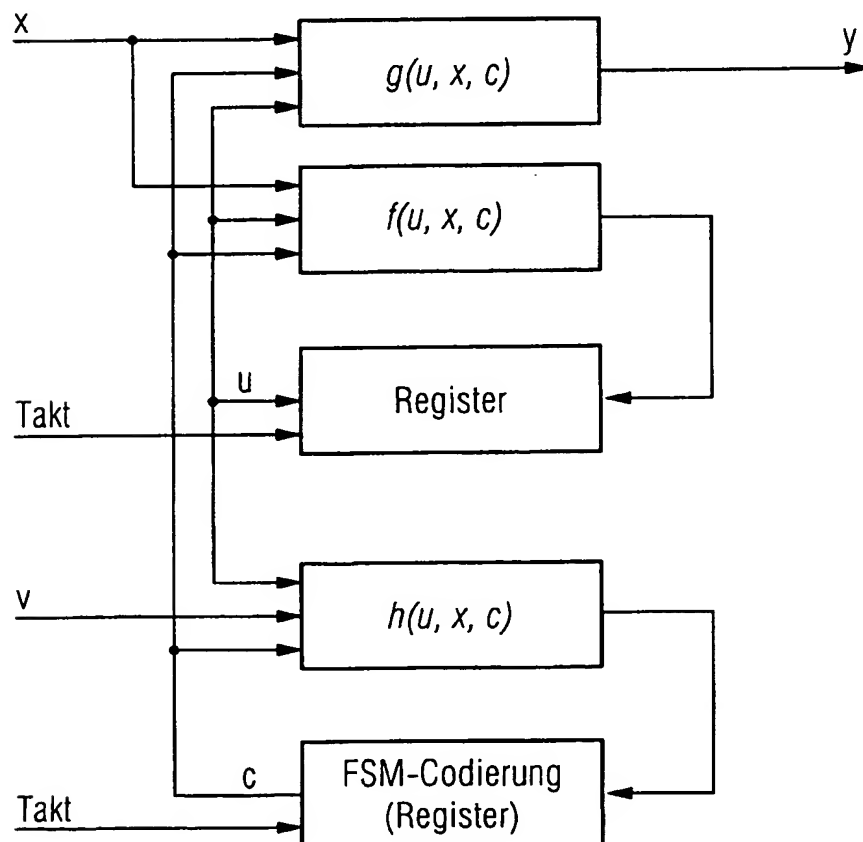 x
y
g(u, x, c)
f(u, x, c)
u
Register
Takt
v
h(u, x, c)
c
FSM-Codierung
(Register)
Takt